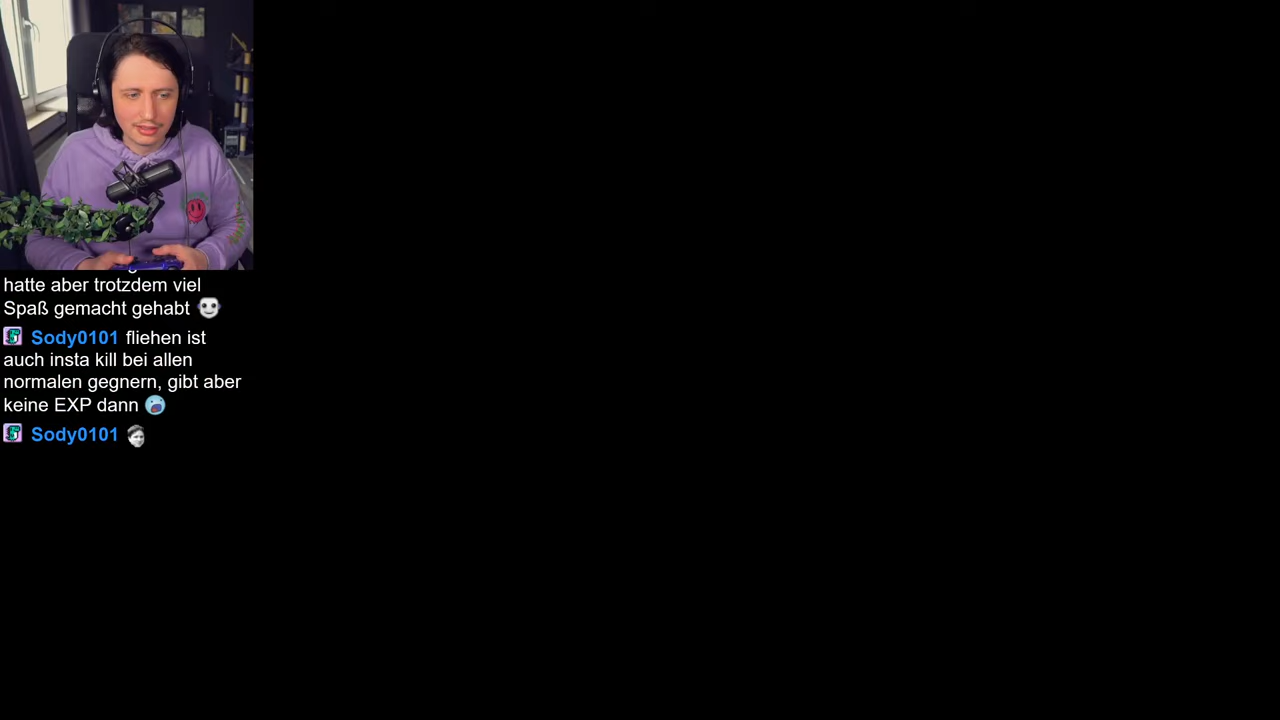 hatte aber trotzdem viel
Spaß gemacht gehabt
Sody0101 fliehen ist
auch insta kill bei allen
normalen gegnern, gibt aber
keine EXP dann
Sody0101